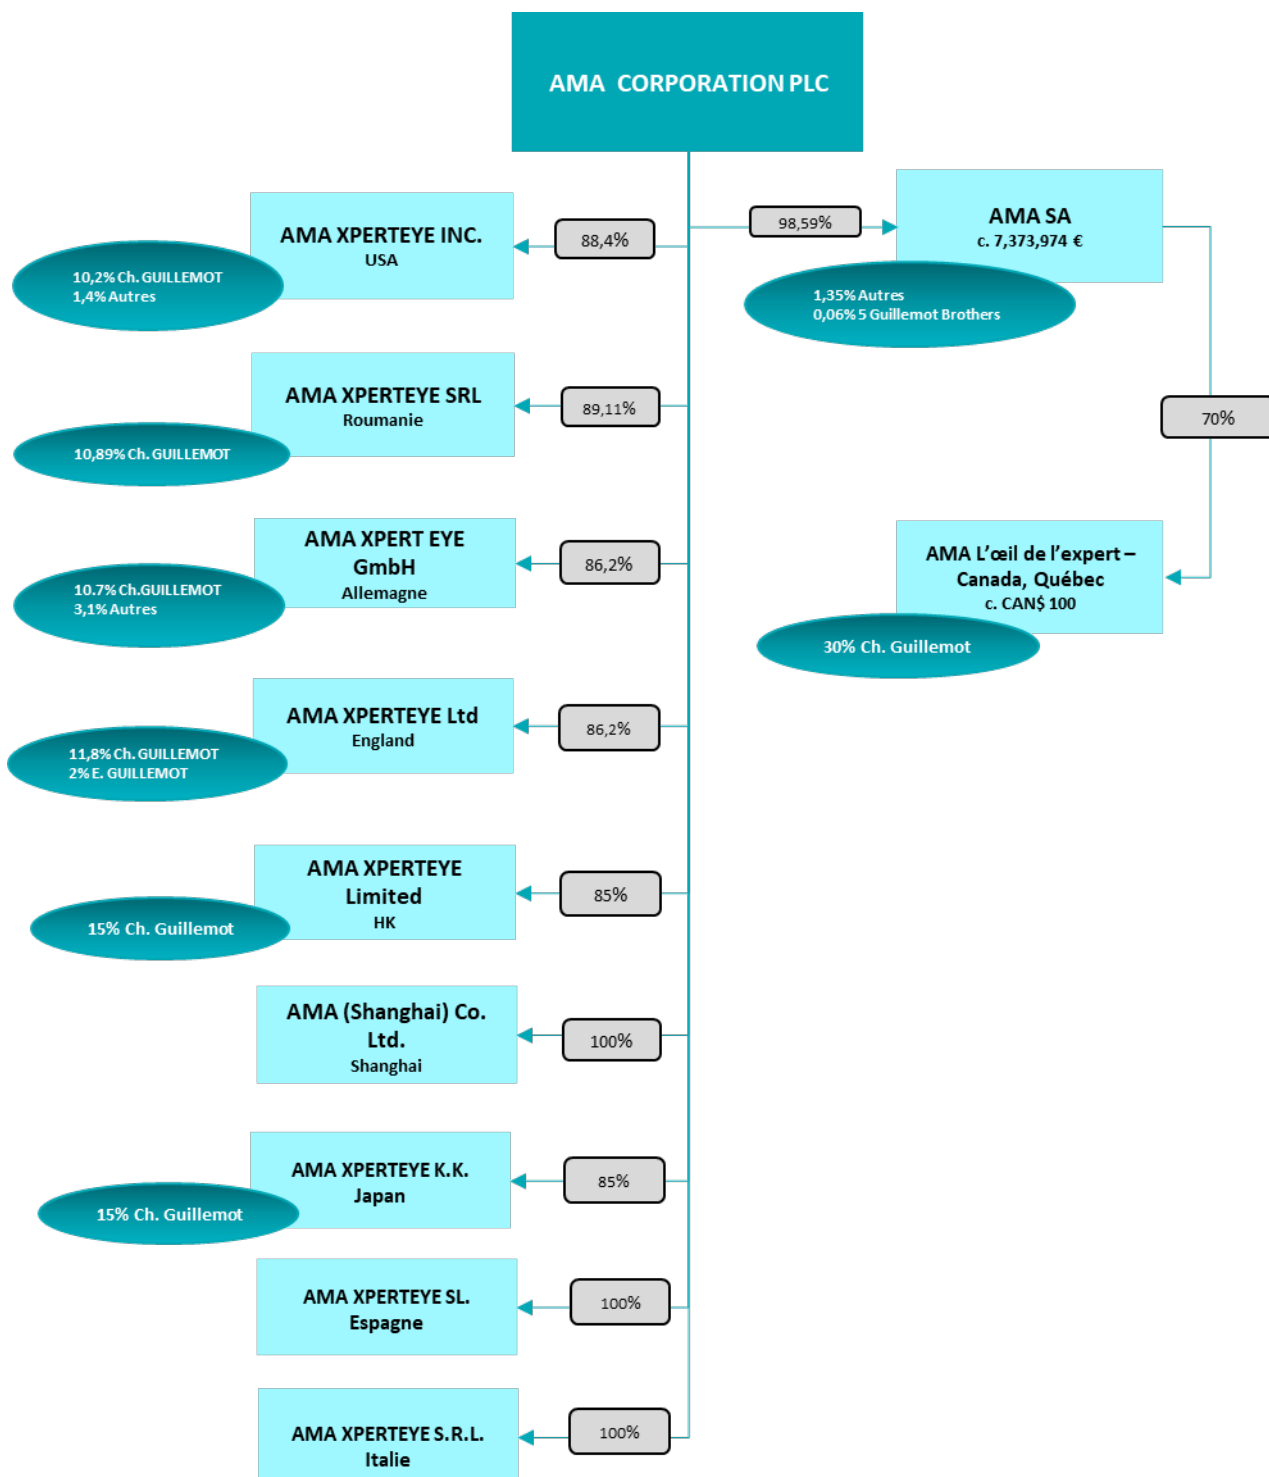 AMA CORPORATION PLC
AMA XPERTEYE INC.
USA
88,4%
10,2% Ch. GUILLEMOT
1,4% Autres
98,59%
AMA SA
c. 7,373,974 €
1,35% Autres
0,06% 5 Guillemot Brothers
AMA XPERTEYE SRL
Roumanie
89,11%
10,89% Ch. GUILLEMOT
70%
AMA XPERT EYE
GmbH
Allemagne
86,2%
10.7% Ch.GUILLEMOT
3,1% Autres
AMA L’œil de l’expert –
Canada, Québec
c. CAN$ 100
30% Ch. Guillemot
AMA XPERTEYE Ltd
England
86,2%
11,8% Ch. GUILLEMOT
2% E. GUILLEMOT
AMA XPERTEYE
Limited
HK
85%
15% Ch. Guillemot
AMA (Shanghai) Co.
Ltd.
Shanghai
100%
AMA XPERTEYE K.K.
Japan
85%
15% Ch. Guillemot
AMA XPERTEYE SL.
Espagne
100%
AMA XPERTEYE S.R.L.
Italie
100%